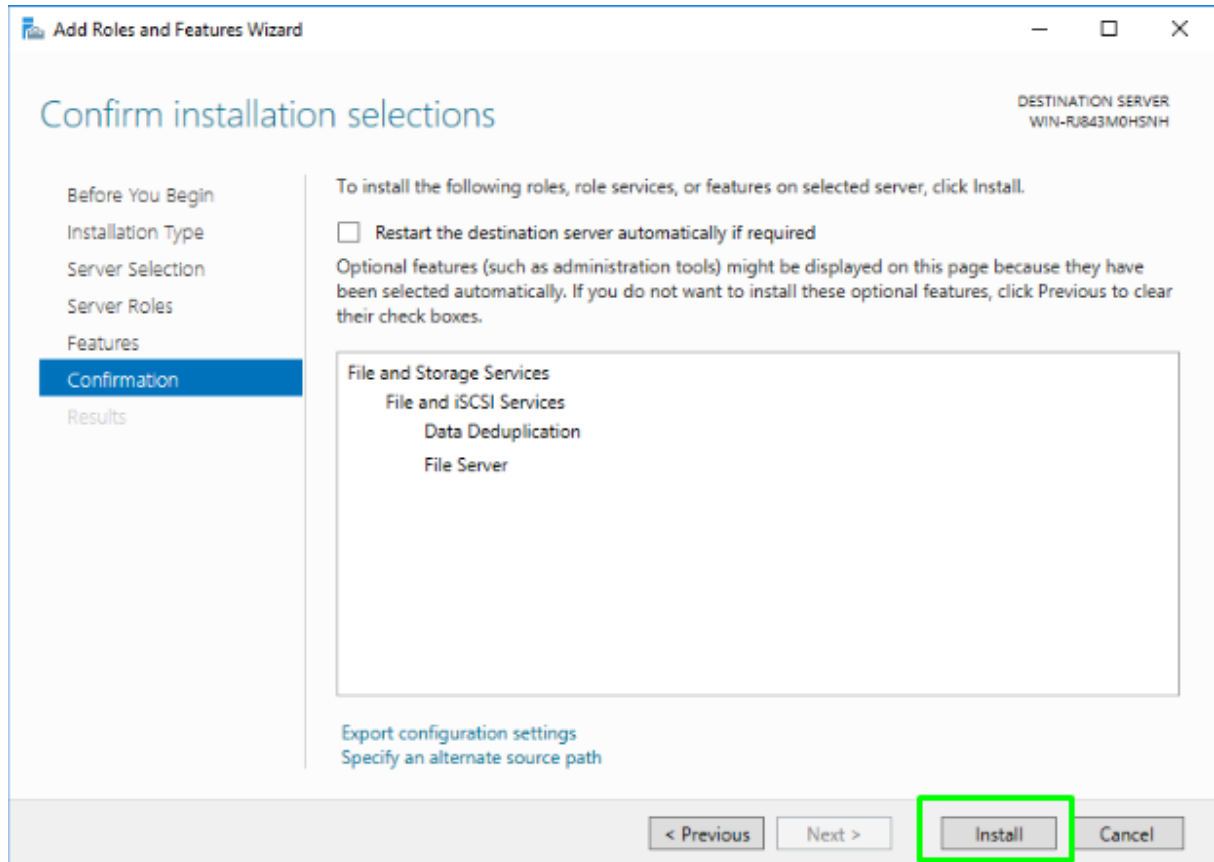 Add Roles and Features Wizard
Confirm installation selections
DESTINATION SERVER
WIN-RJ843M0HSNH
Before You Begin
Installation Type
Server Selection
Server Roles
Features
Confirmation
Results
To install the following roles, role services, or features on selected server, click Install.
Restart the destination server automatically if required
Optional features (such as administration tools) might be displayed on this page because they have
been selected automatically. If you do not want to install these optional features, click Previous to clear
their check boxes.
File and Storage Services
File and iSCSI Services
Data Deduplication
File Server
Export configuration settings
Specify an alternate source path
< Previous
Next >
Install
Cancel